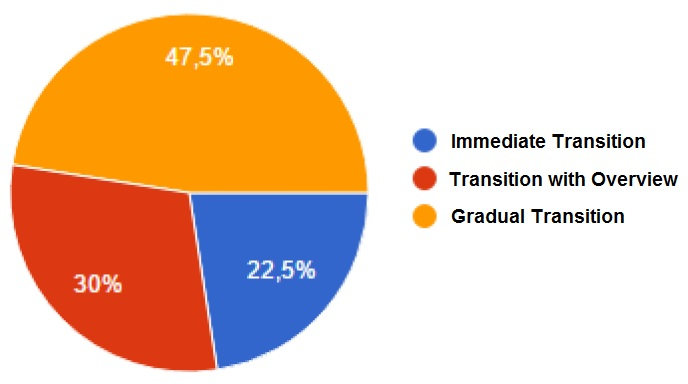 47,5%
30%
22,5%
Immediate Transition
Transition with Overview
Gradual Transition